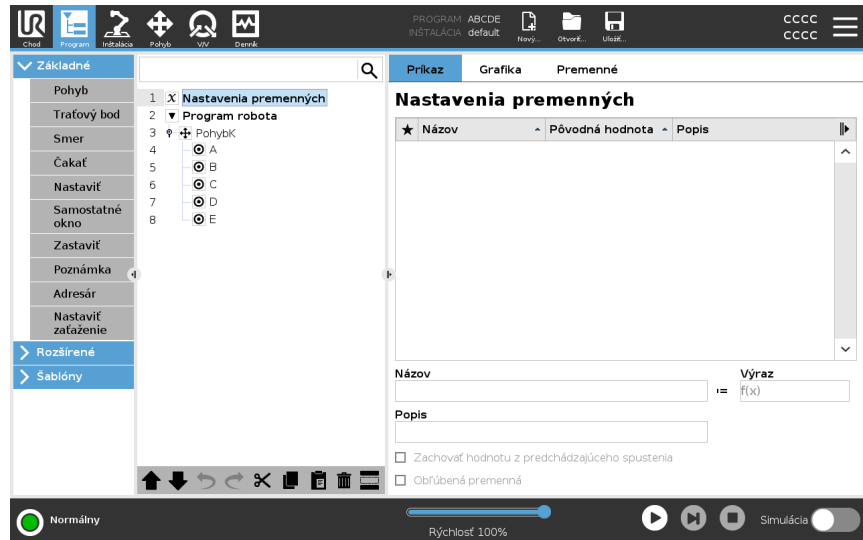 PROGRAM ABCDE
INŠTALÁCIA default
Nový...
Otvoriť...
Uložiť...
CCCC
CCCC
Chod
Program
Inštalácia
Pohyb
V/V
Denník
Základné
Pohyb
Traťový bod
Smer
Čakať
Nastaviť
Samostatné
okno
Zastaviť
Poznámka
Adresár
Nastaviť
zaťaženie
Rozšírené
Šablóny
1 X Nastavenia premenných
2 Program robota
3 PohybK
4 A
5 B
6 C
7 D
8 E
Príkaz Grafika Premenné
Nastavenia premenných
Názov Pôvodná hodnota Popis
Názov Výraz
:= f(x)
Popis
Zachovať hodnotu z predchádzajúceho spustenia
Obľúbená premenná
Normálny
Rýchlosť 100%
Simulácia